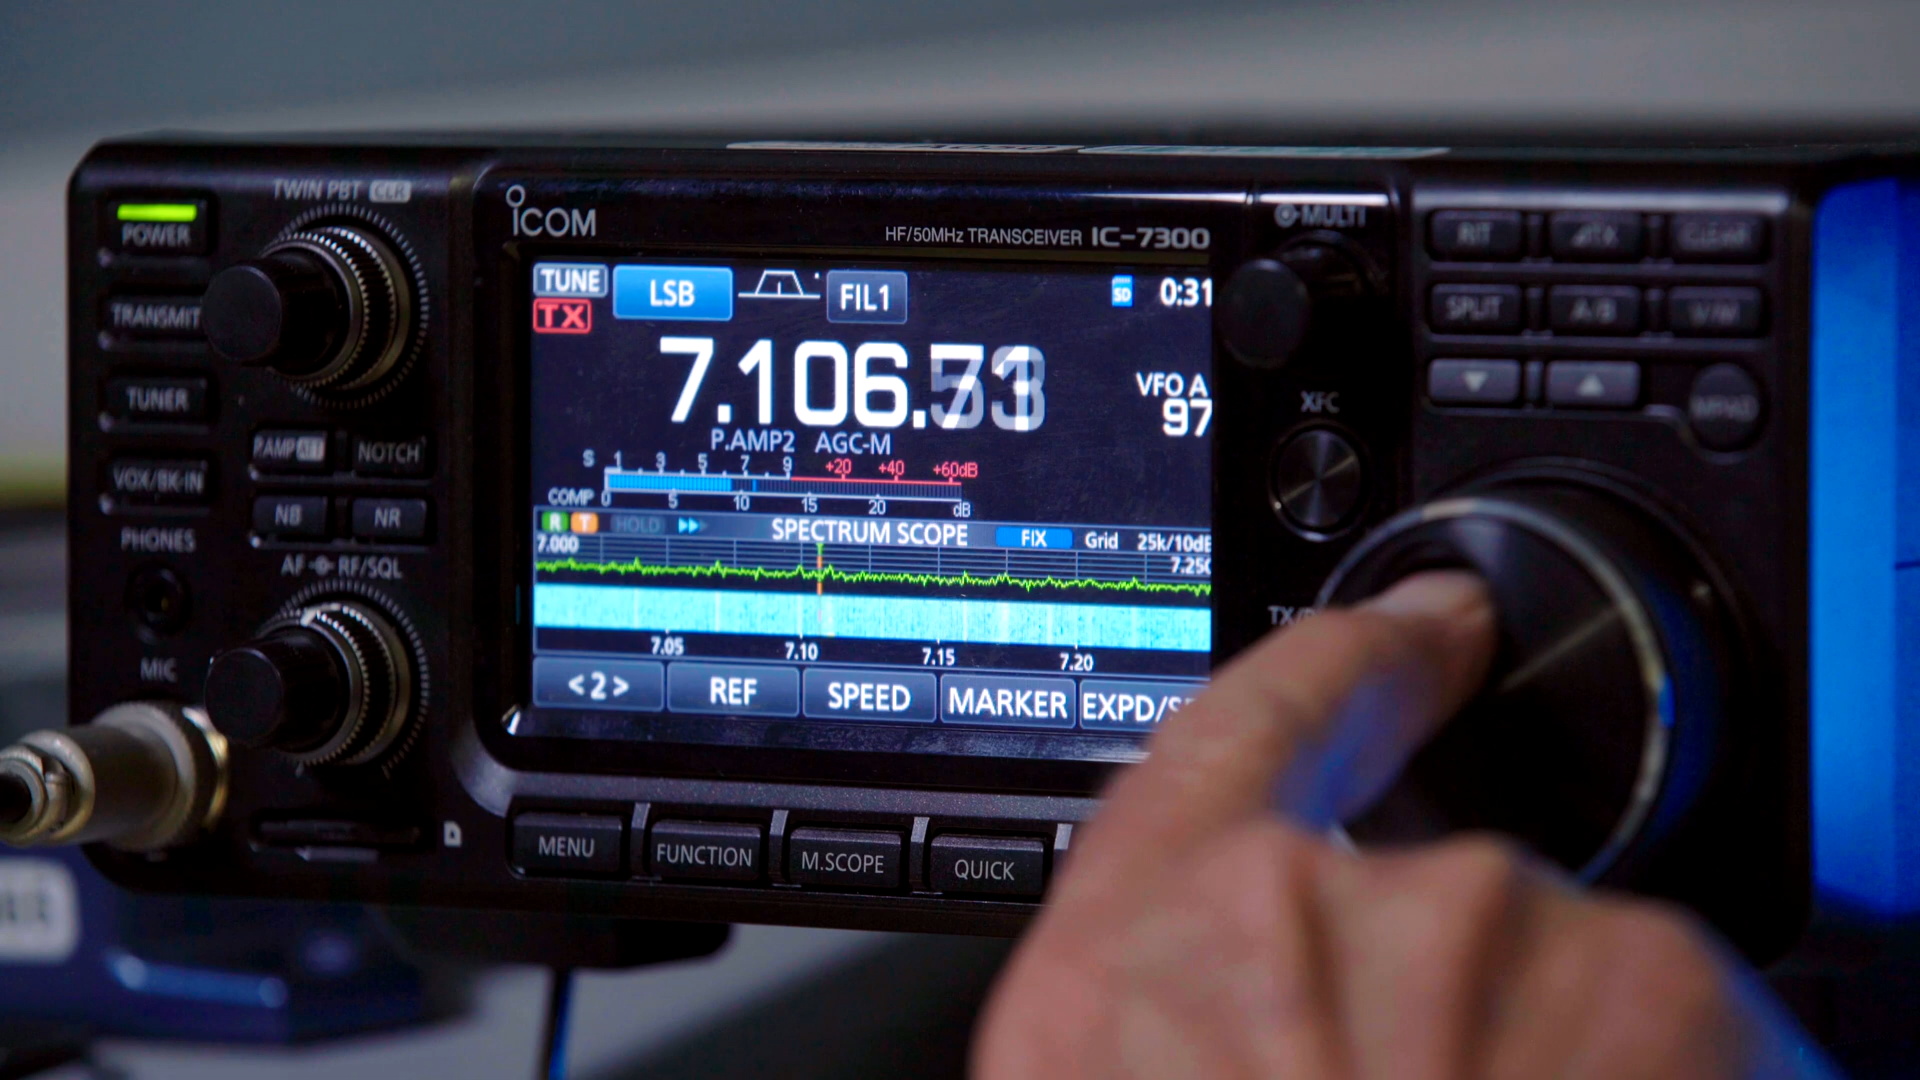 TWIN PBT CLR
POWER
TRANSMIT
TUNER
VOX/BK-IN
P.AMP ATT
NOTCH
NB
NR
PHONES
AF RF/SQL
MIC
ICOM
HF/50MHz TRANSCEIVER IC-7300
TUNE
LSB
FIL1
SD
0:31
TX
7.106.
VFO A
97
P.AMP2 AGC-M
S 1 3 5 7 9 +20 +40 +60dB
COMP 0 5 10 15 20 dB
R T HOLD SPECTRUM SCOPE FIX Grid 25k/10dB
7.000
7.250
7.05 7.10 7.15 7.20
<2> REF SPEED MARKER EXPD/S
MENU
FUNCTION
M.SCOPE
QUICK
MULTI
XFC
TX/
RIT
CLEAR
SPLIT
A/B
V/M
MPAD